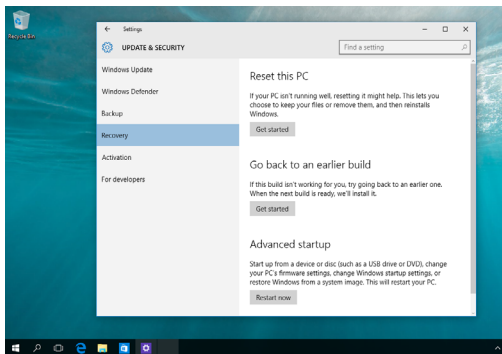 Recycle Bin
Settings
UPDATE & SECURITY
Find a setting
Windows Update
Windows Defender
Backup
Recovery
Activation
For developers
Reset this PC
If your PC isn't running well, resetting it might help. This lets you
choose to keep your files or remove them, and then reinstalls
Windows.
Get started
Go back to an earlier build
If this build isn't working for you, try going back to an earlier one.
When the next build is ready, we'll install it.
Get started
Advanced startup
Start up from a device or disc (such as a USB drive or DVD), change
your PC's firmware settings, change Windows startup settings, or
restore Windows from a system image. This will restart your PC.
Restart now